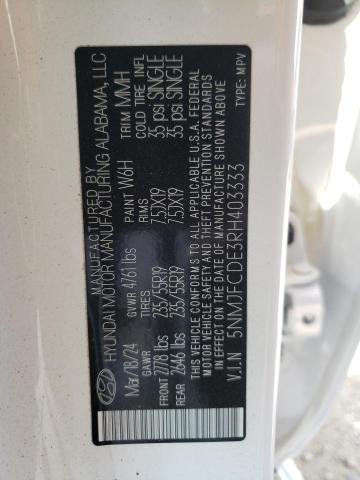 MANUFACTURED BY
HYUNDAI MOTOR MANUFACTURING ALABAMA, LLC
Mar/18/24 GVWR 4761 lbs PAINT W6H TRIM MMH
GAWR TIRES RIMS COLD TIRE INFL
FRONT 2778 lbs 235/55R19 7.5JX19 35 psi SINGLE
REAR 2646 lbs 235/55R19 7.5JX19 35 psi SINGLE
THIS VEHICLE CONFORMS TO ALL APPLICABLE U.S.A. FEDERAL
MOTOR VEHICLE SAFETY, BUMPER, AND THEFT PREVENTION STANDARDS
IN EFFECT ON THE DATE OF MANUFACTURE SHOWN ABOVE.
V.I.N 5NMJFCDE3RH403333 TYPE: MPV